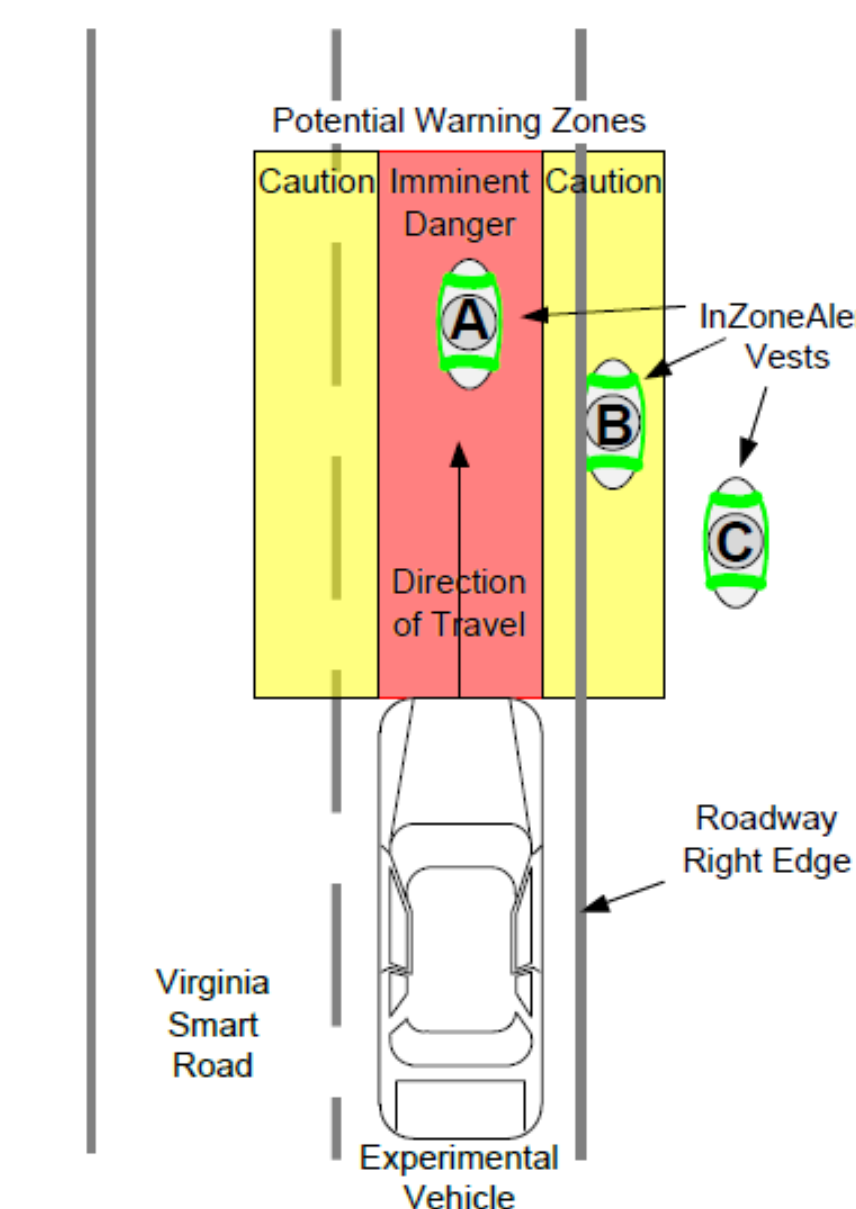 Potential Warning Zones
Caution
Imminent
Danger
Caution
A
InZoneAle
Vests
B
C
Direction
of Travel
Roadway
Right Edge
Virginia
Smart
Road
Experimental
Vehicle